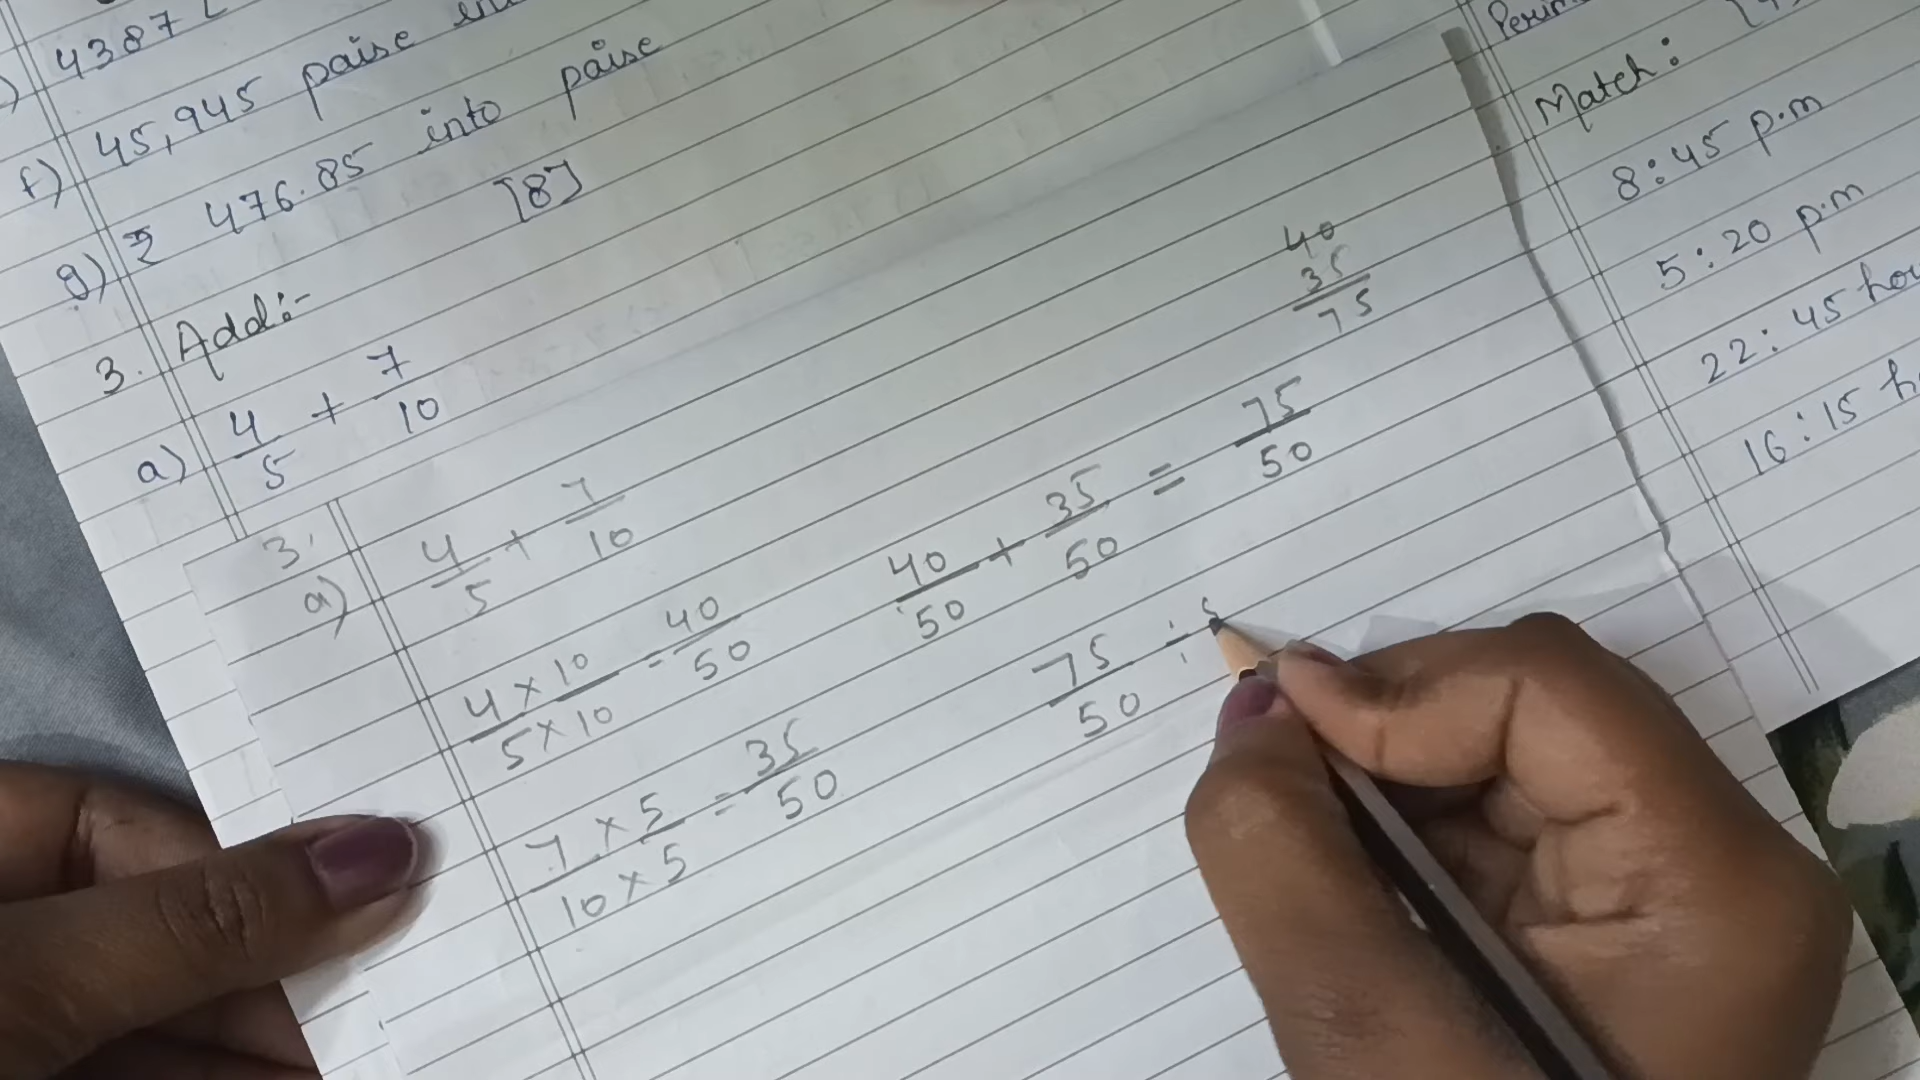 4387
f) 45,945 paise
g) ₹ 476.85 into paise
[8]
3. Add:-
a) 4/5 + 7/10
3.
a) 4/5 + 7/10
4 × 10 / 5 × 10 = 40/50
7 × 5 / 10 × 5 = 35/50
40
35
75
40/50 + 35/50 = 75/50
75/50 ÷ 5
Match:
8:45 p.m
5:20 p.m
22:45
16:15